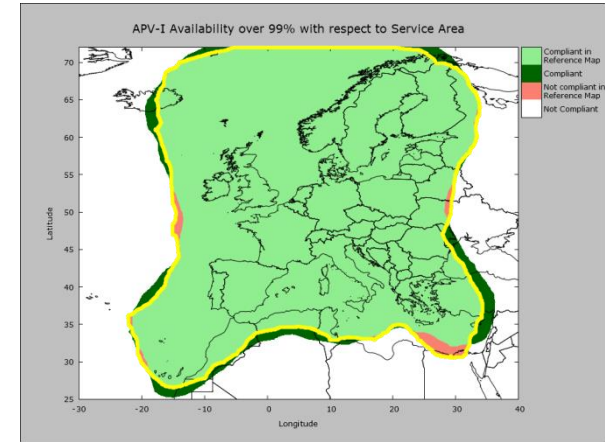 APV-I Availability over 99% with respect to Service Area
Compliant in
Reference Map
Compliant
Not compliant in
Reference Map
Not Compliant
70
65
60
55
50
45
40
35
30
25
Latitude
-30
-20
-10
0
10
20
30
40
Longitude